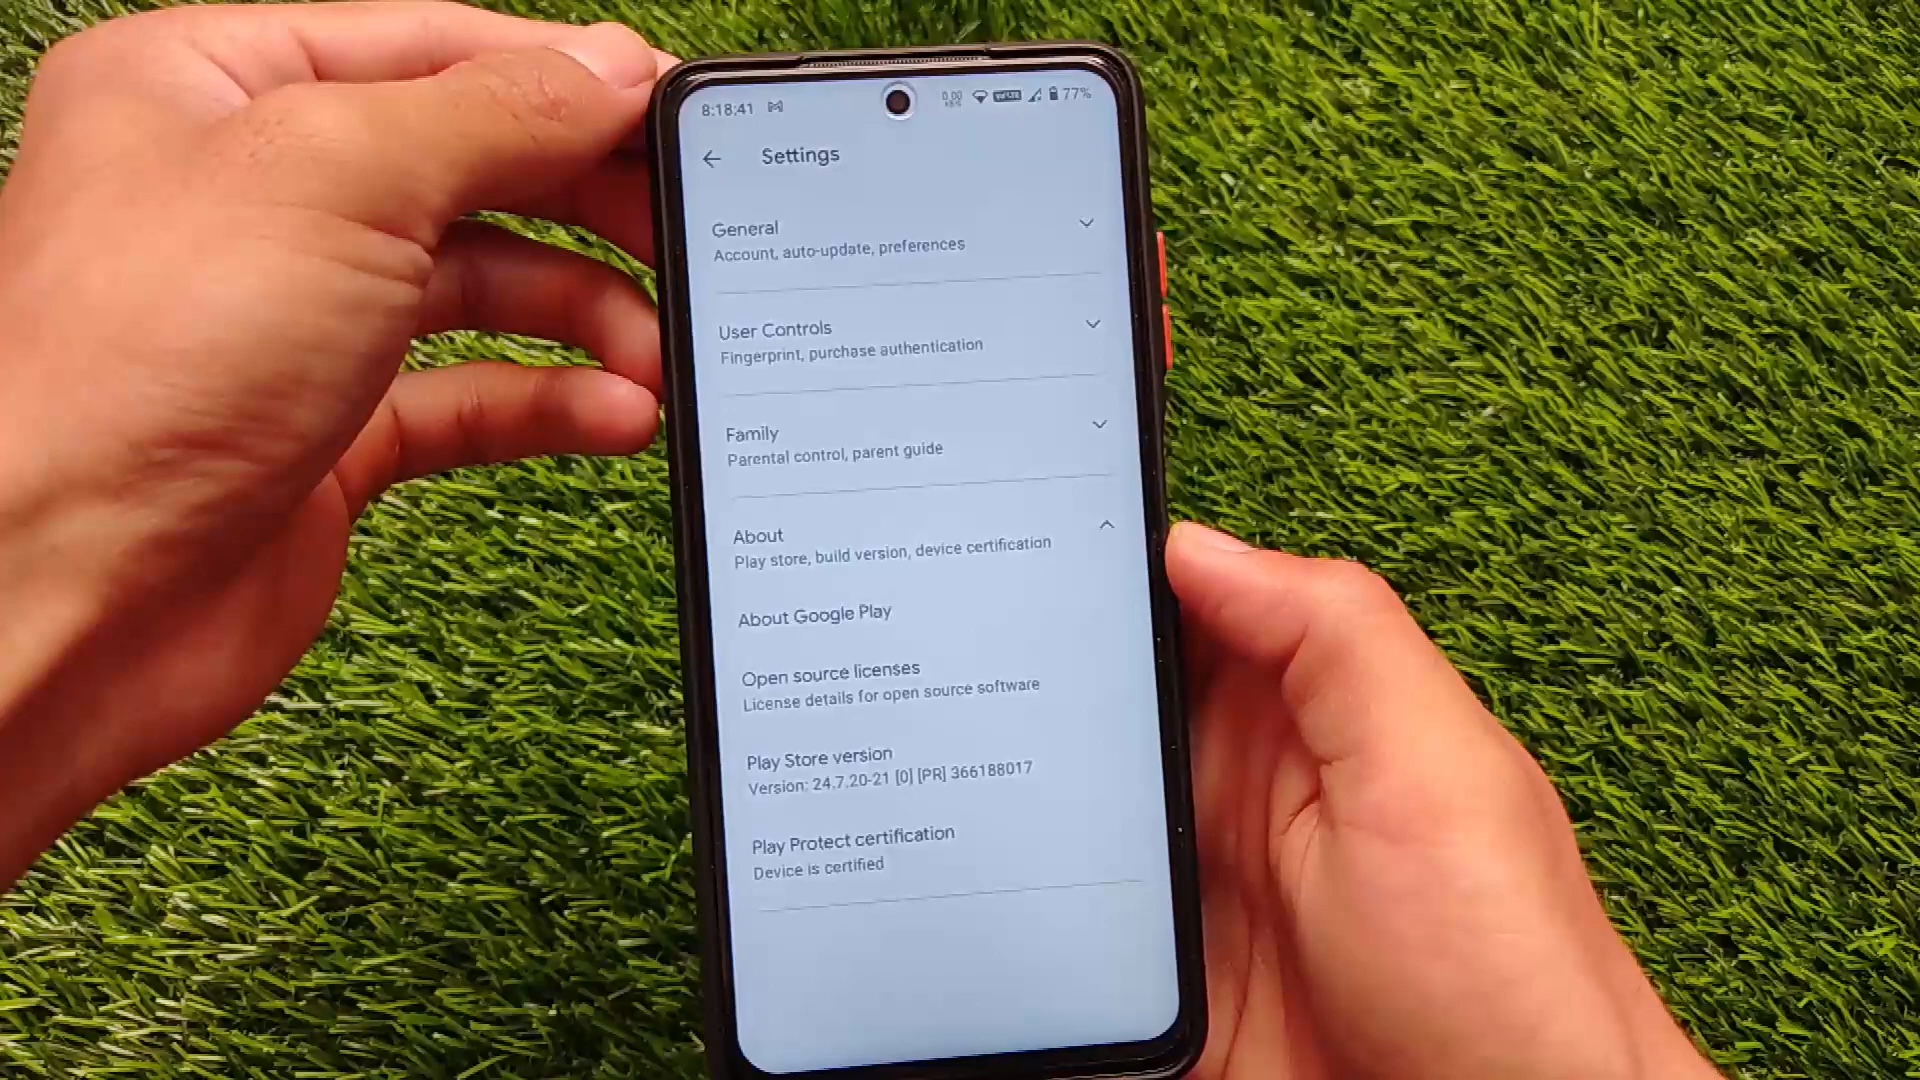 8:18:41 0.00 77%
Settings
General
Account, auto-update, preferences
User Controls
Fingerprint, purchase authentication
Family
Parental control, parent guide
About
Play store, build version, device certification
About Google Play
Open source licenses
License details for open source software
Play Store version
Version: 24.7.20-21 [0] [PR] 366188017
Play Protect certification
Device is certified